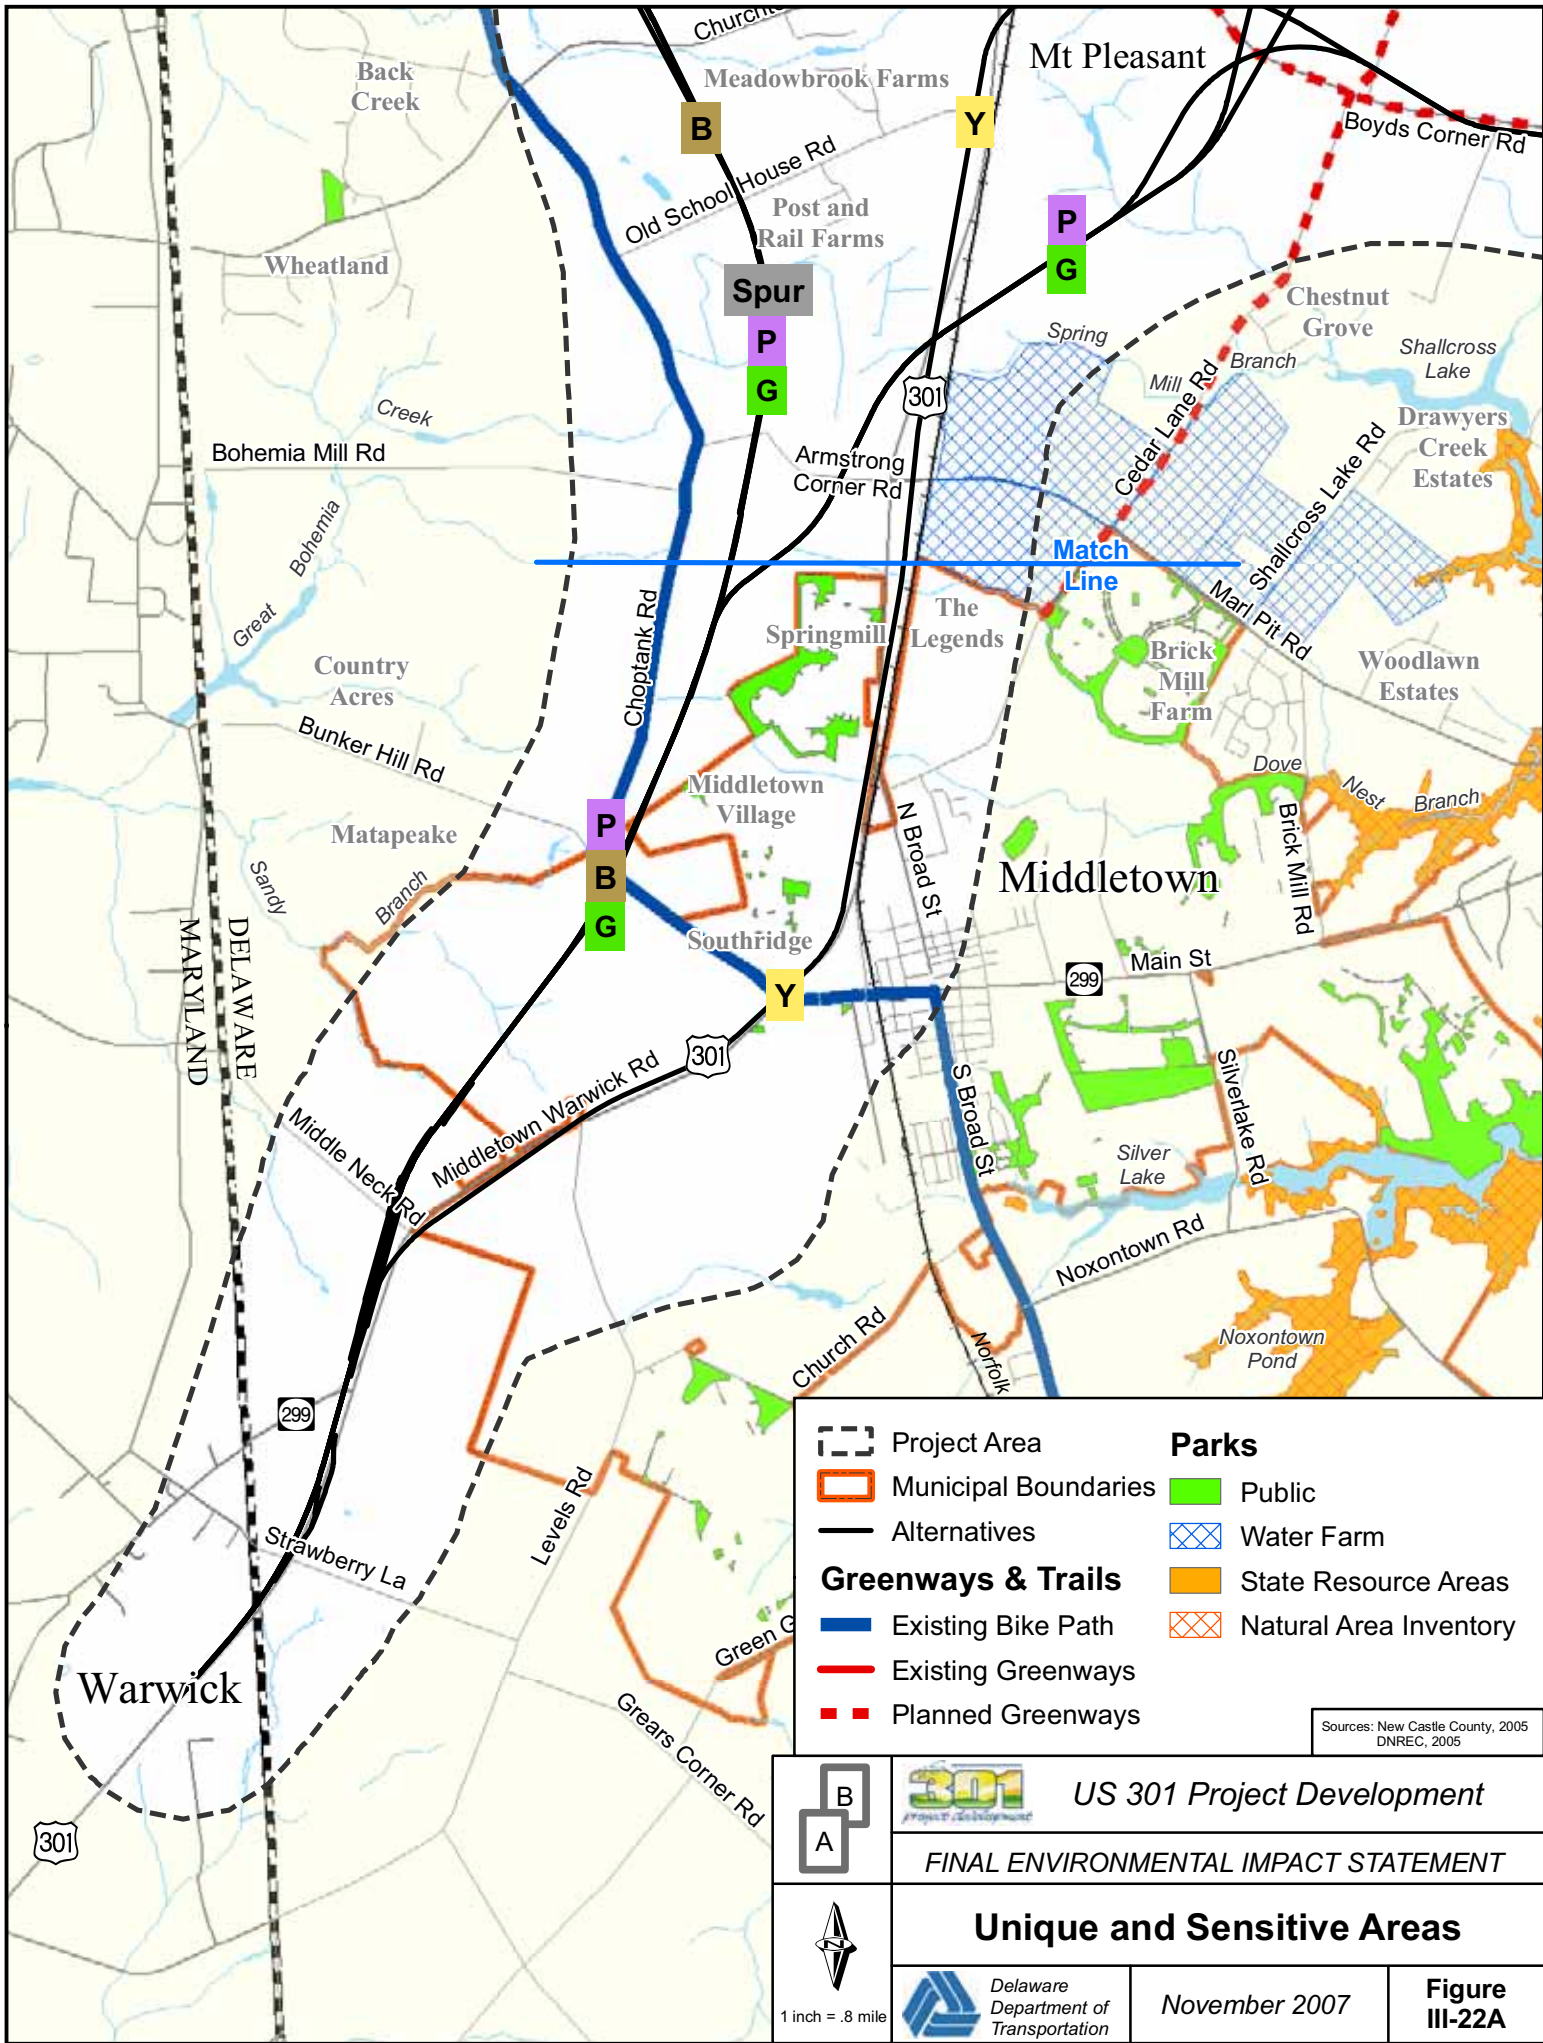 Churcht
Mt Pleasant
Back
Creek
Meadowbrook Farms
B
Y
Boyds Corner Rd
Old School House Rd
Post and
Rail Farms
P
G
Wheatland
Spur
P
G
Chestnut
Grove
Spring
Mill
Branch
Shallcross
Lake
301
Cedar Lane Rd
Creek
Drawyers
Creek
Estates
Bohemia Mill Rd
Armstrong
Corner Rd
Shallcross Lake Rd
Great
Bohemia
Match
Line
Choptank Rd
The
Legends
Springmill
Marl Pit Rd
Brick
Mill
Farm
Woodlawn
Estates
Country
Acres
Bunker Hill Rd
Dove
Nest
Branch
Middletown
Village
Matapeake
P
B
G
N Broad St
Brick Mill Rd
Middletown
Sandy
Branch
Southridge
MARYLAND
DELAWARE
Main St
299
Y
301
Middletown Warwick Rd
S Broad St
Silverlake Rd
Middle Neck Rd
Silver
Lake
Noxontown Rd
Church Rd
Norfolk
Noxontown
Pond
299
Levels Rd
Strawberry La
Green G
Warwick
Grears Corner Rd
301
Project Area
Municipal Boundaries
Alternatives
Greenways & Trails
Existing Bike Path
Existing Greenways
Planned Greenways
Parks
Public
Water Farm
State Resource Areas
Natural Area Inventory
Sources: New Castle County, 2005
DNREC, 2005
B
A
301
project development
US 301 Project Development
FINAL ENVIRONMENTAL IMPACT STATEMENT
N
1 inch = .8 mile
Unique and Sensitive Areas
Delaware
Department of
Transportation
November 2007
Figure
III-22A